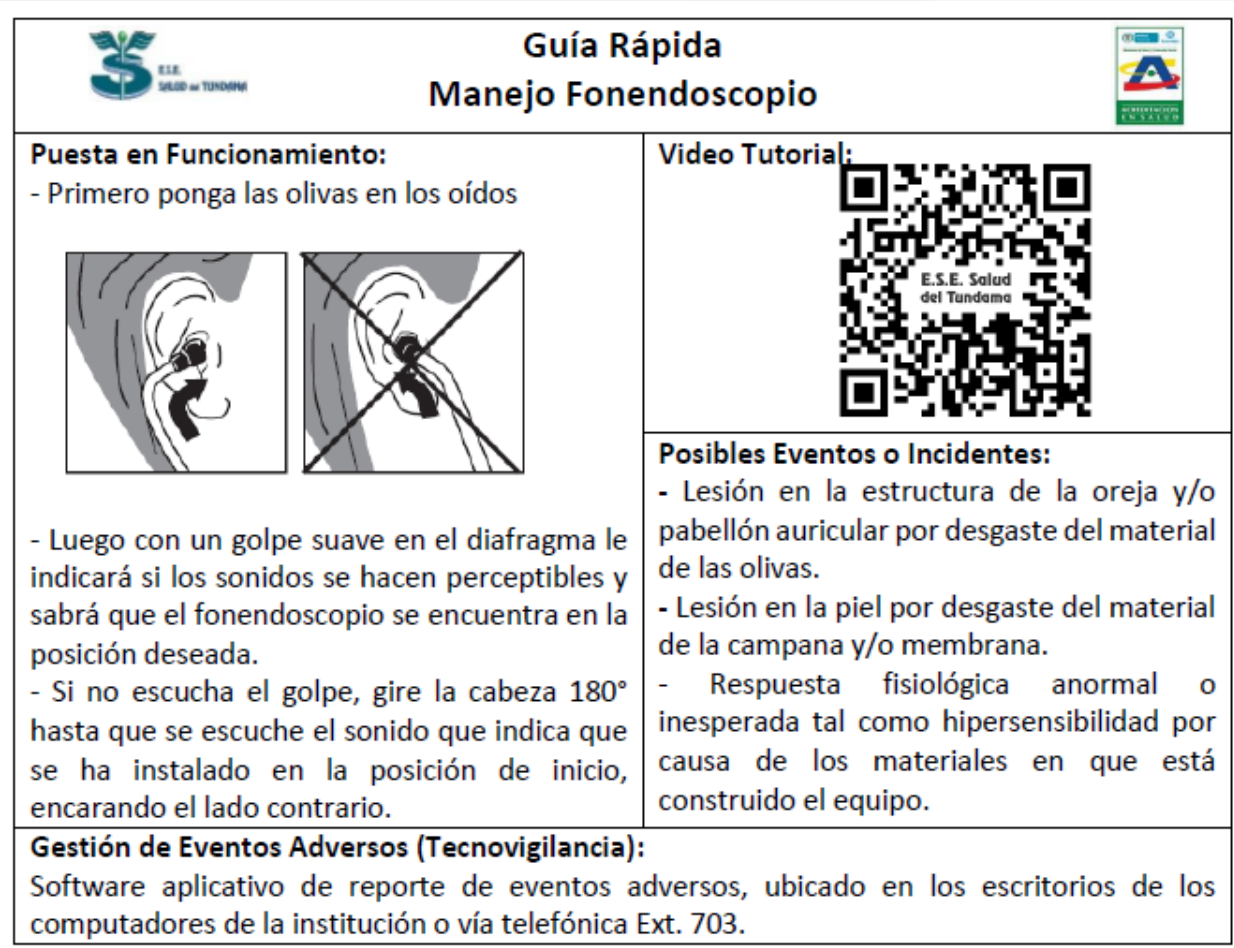 Guía Rápida
Manejo Fonendoscopio
E.S.E.
SALUD del TUNDAMA
ACREDITACION
EN SALUD
Puesta en Funcionamiento:
- Primero ponga las olivas en los oídos
- Luego con un golpe suave en el diafragma le
indicará si los sonidos se hacen perceptibles y
sabrá que el fonendoscopio se encuentra en la
posición deseada.
- Si no escucha el golpe, gire la cabeza 180°
hasta que se escuche el sonido que indica que
se ha instalado en la posición de inicio,
encarando el lado contrario.
Video Tutorial:
E.S.E. Salud
del Tundama
Posibles Eventos o Incidentes:
- Lesión en la estructura de la oreja y/o
pabellón auricular por desgaste del material
de las olivas.
- Lesión en la piel por desgaste del material
de la campana y/o membrana.
- Respuesta fisiológica anormal o
inesperada tal como hipersensibilidad por
causa de los materiales en que está
construido el equipo.
Gestión de Eventos Adversos (Tecnovigilancia):
Software aplicativo de reporte de eventos adversos, ubicado en los escritorios de los
computadores de la institución o vía telefónica Ext. 703.